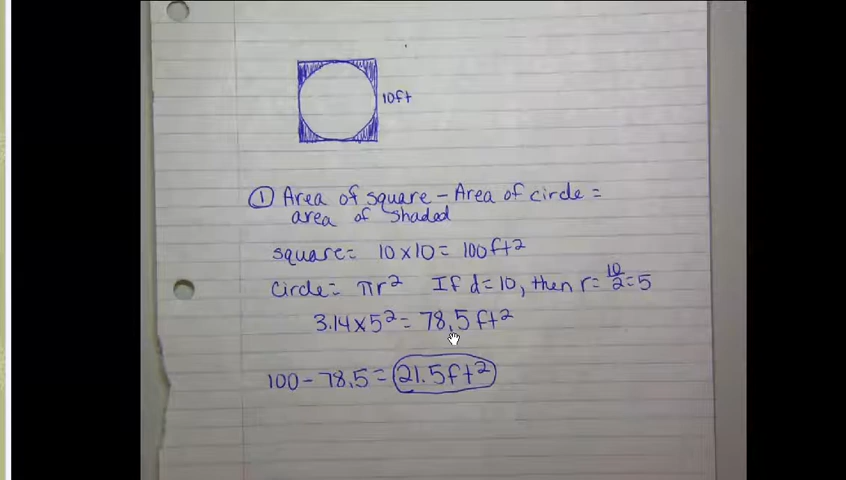 10ft
① Area of square - Area of circle =
area of shaded
square = 10 x 10 = 100ft²
Circle = πr² If d = 10, then r = 10/2 = 5
3.14 x 5² = 78.5 ft²
100 - 78.5 = 21.5ft²